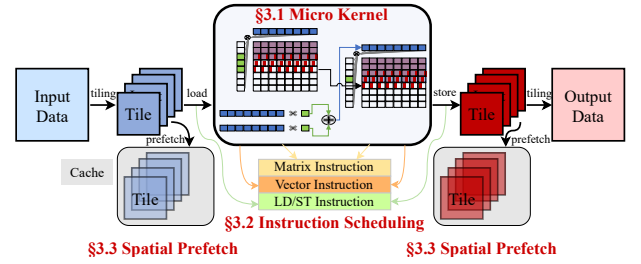 §3.1 Micro Kernel
Input
Data
tiling
Tile
load
store
Tile
tiling
Output
Data
prefetch
prefetch
Cache
Tile
Matrix Instruction
Vector Instruction
LD/ST Instruction
Tile
§3.2 Instruction Scheduling
§3.3 Spatial Prefetch
§3.3 Spatial Prefetch